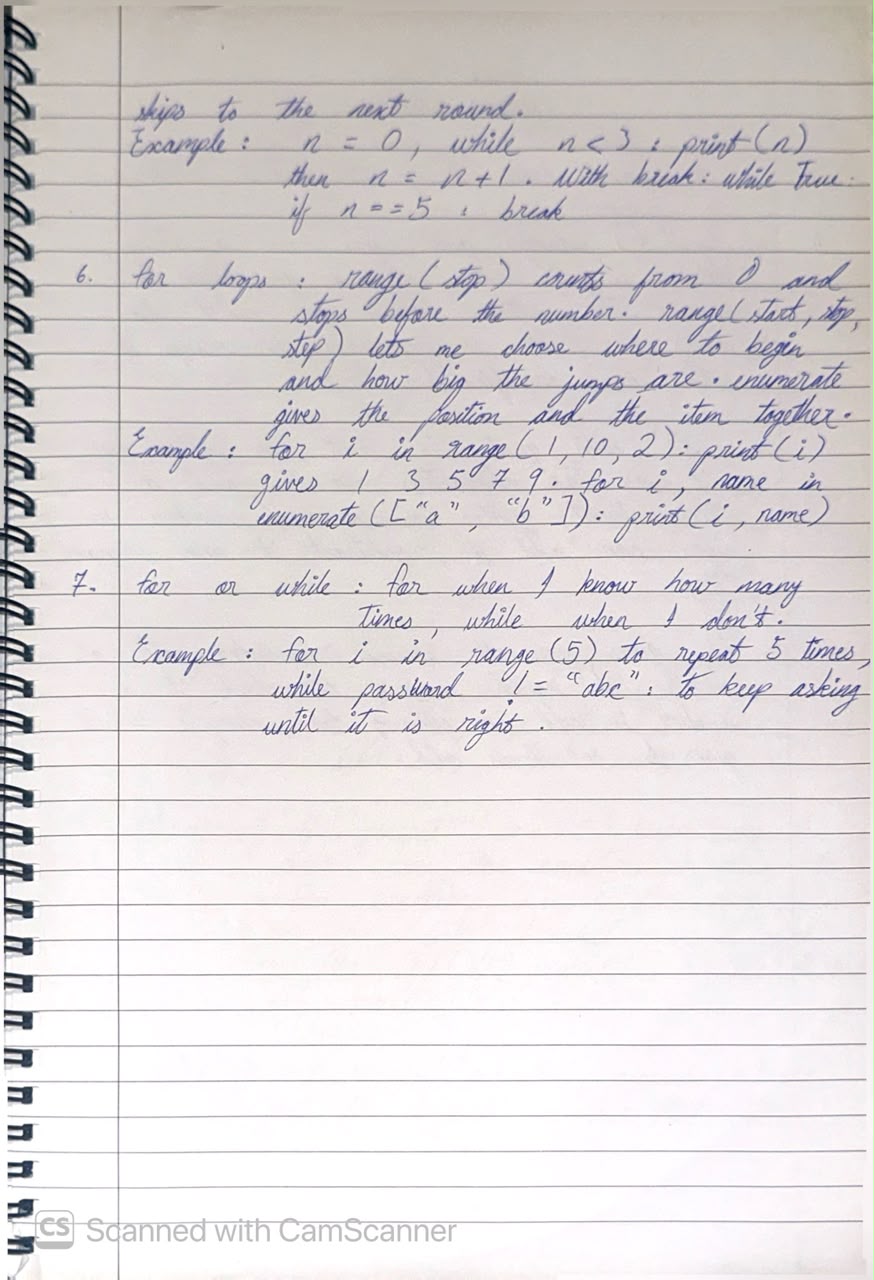 skips to the next round.
Example : n = 0, while n < 3 : print(n)
then n = n + 1 . With break : while True :
if n == 5 : break
6. for loops : range(stop) counts from 0 and
stops before the number. range(start, stop,
step) lets me choose where to begin
and how big the jumps are. enumerate
gives the position and the item together.
Example : for i in range(1, 10, 2): print(i)
gives 1 3 5 7 9. for i, name in
enumerate(["a", "b"]): print(i, name)
7. for or while : for when I know how many
times, while when I don't.
Example : for i in range(5) to repeat 5 times,
while password != "abc" : to keep asking
until it is right.
CS Scanned with CamScanner